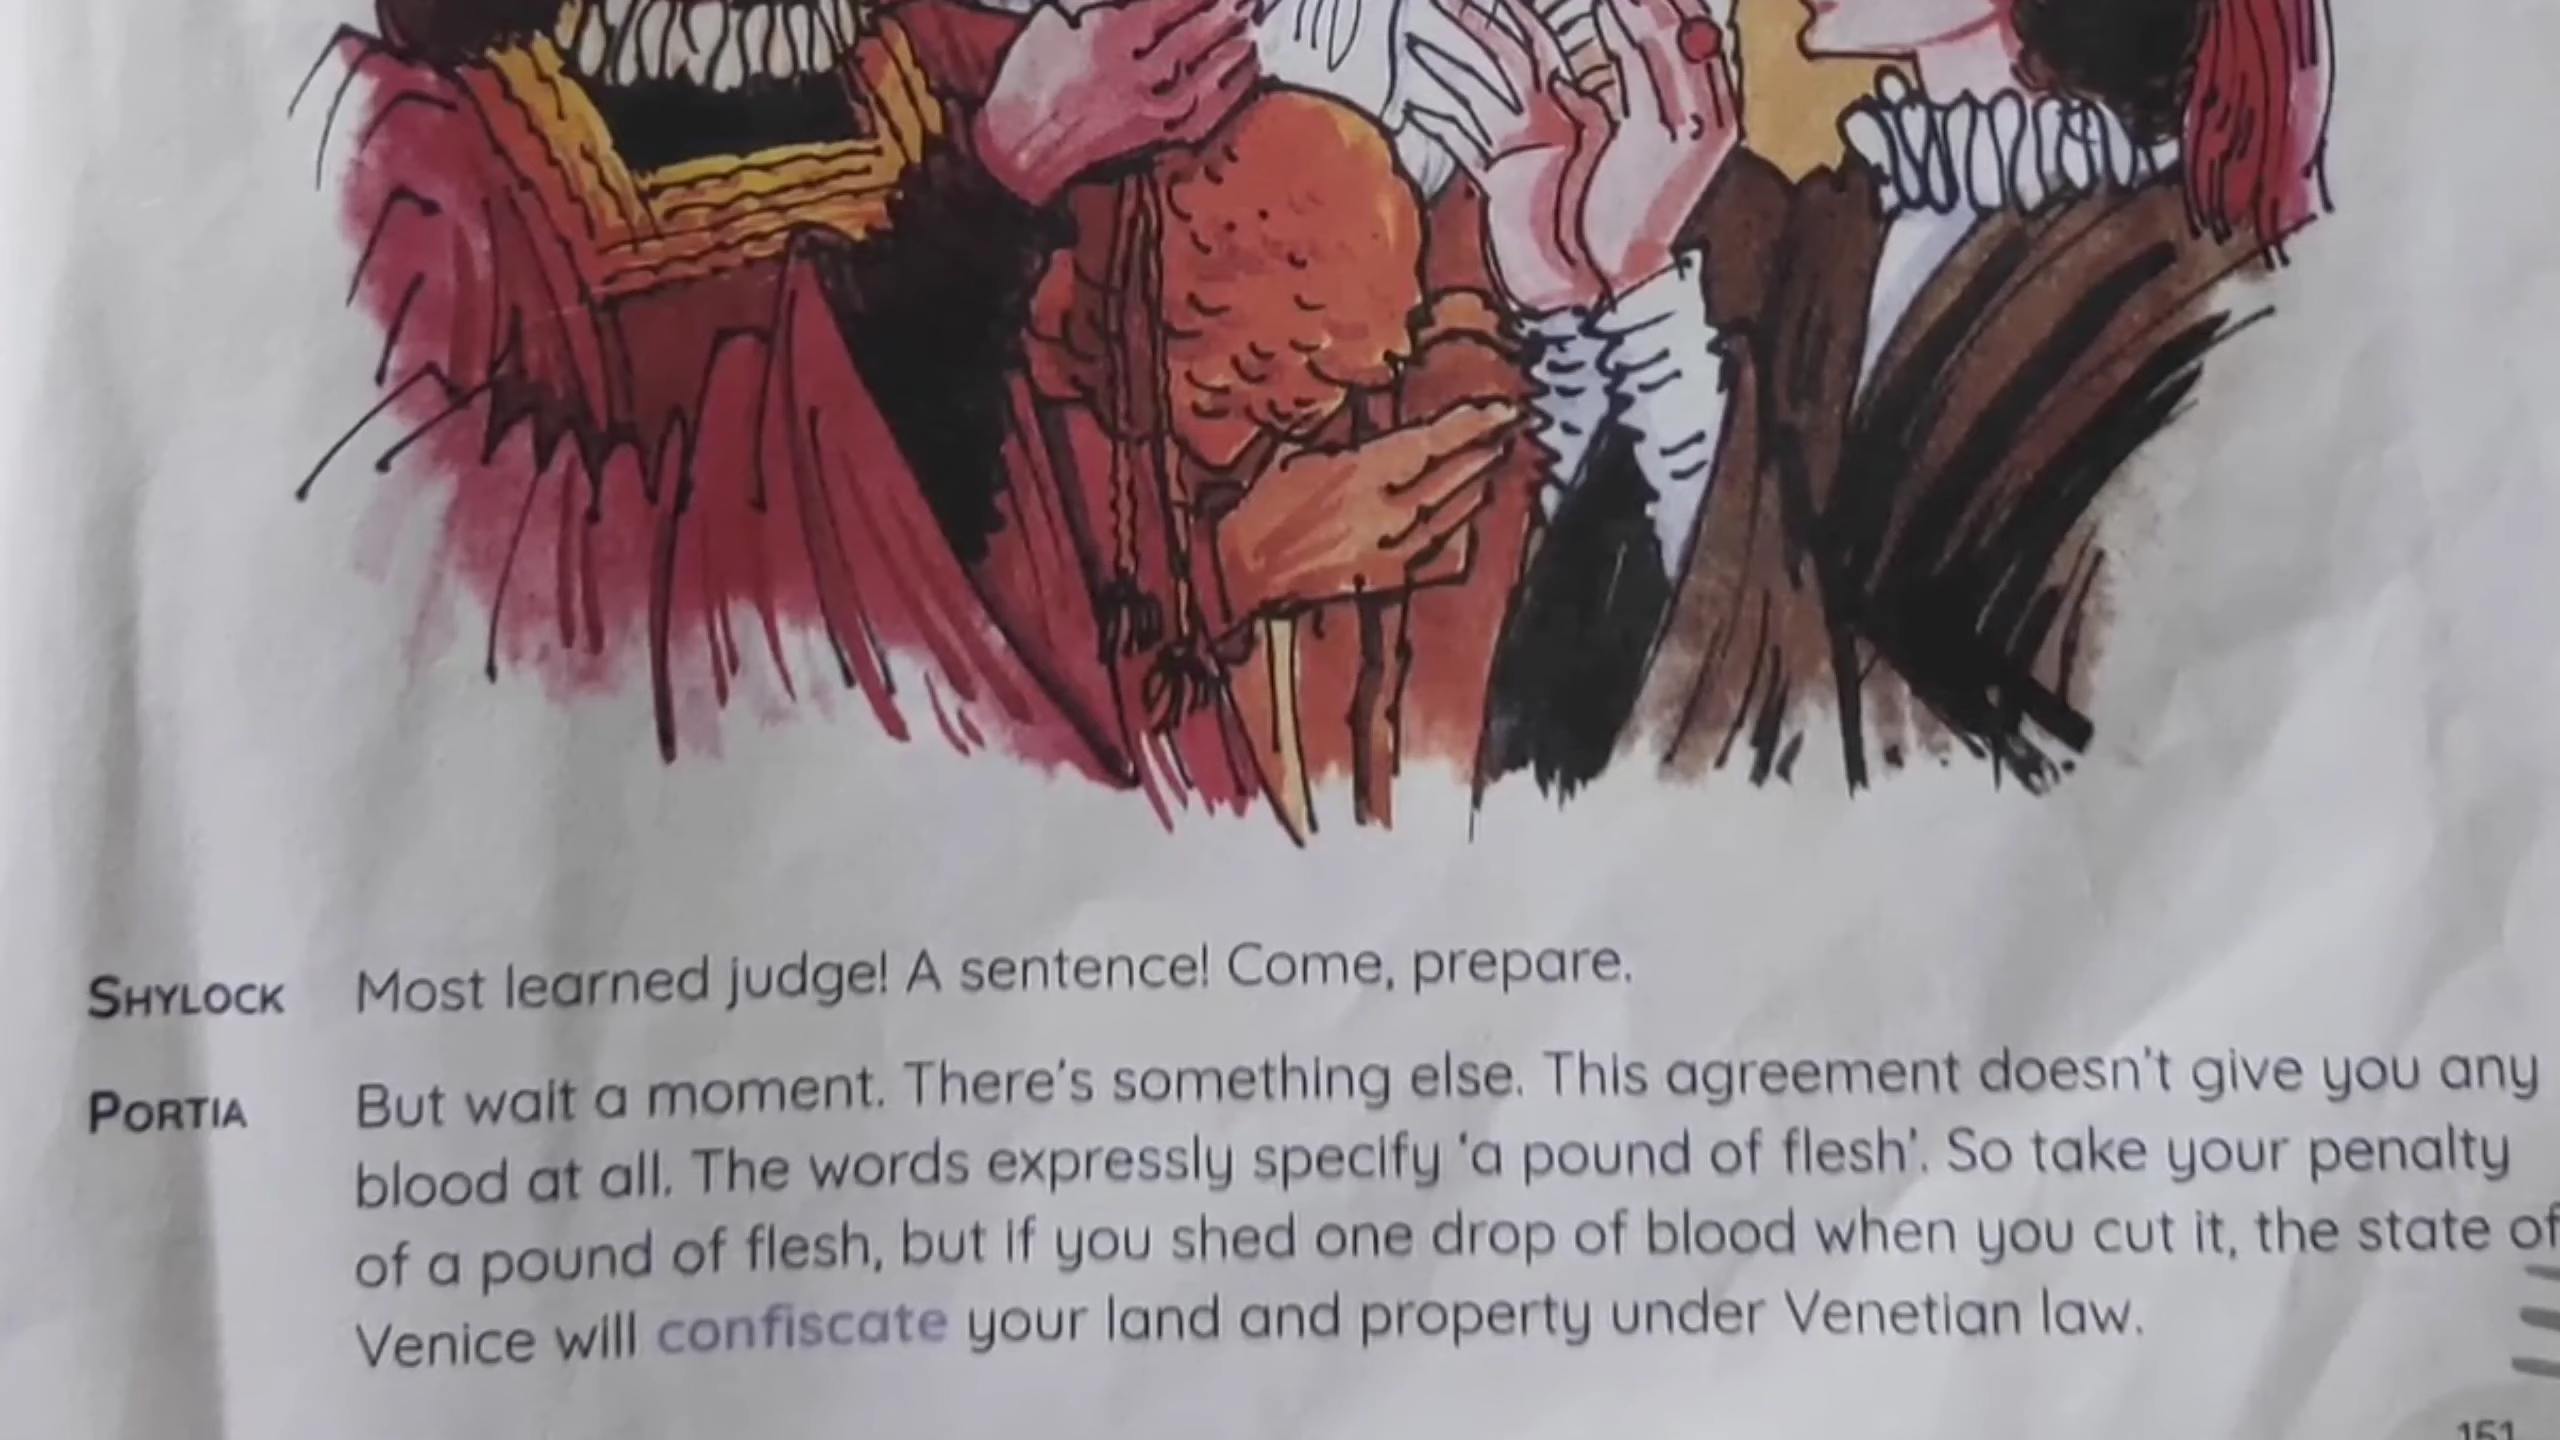 SHYLOCK Most learned judge! A sentence! Come, prepare.
PORTIA But wait a moment. There's something else. This agreement doesn't give you any
blood at all. The words expressly specify 'a pound of flesh'. So take your penalty
of a pound of flesh, but if you shed one drop of blood when you cut it, the state of
Venice will confiscate your land and property under Venetian law.
151